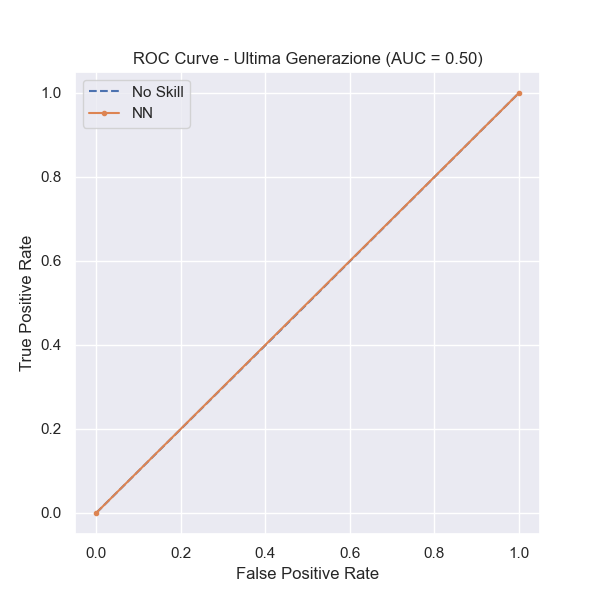 ROC Curve - Ultima Generazione (AUC = 0.50)
No Skill
NN
True Positive Rate
1.0
0.8
0.6
0.4
0.2
0.0
0.0 0.2 0.4 0.6 0.8 1.0
False Positive Rate